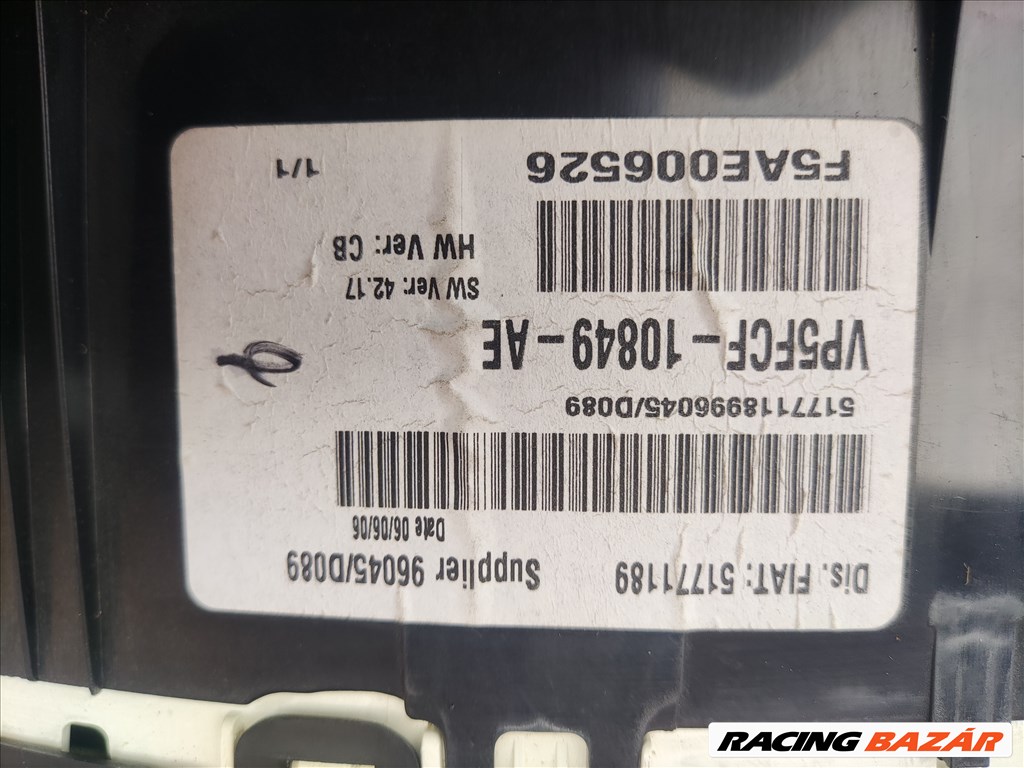 Dis. FIAT: 51771189 Supplier 96045/D089
Date 06/06/06
5177118996045/D089
VP5FCF-10849-AE
SW Ver: 42.17
HW Ver: CB
F5AE006526
1/1
RACING BAZÁR